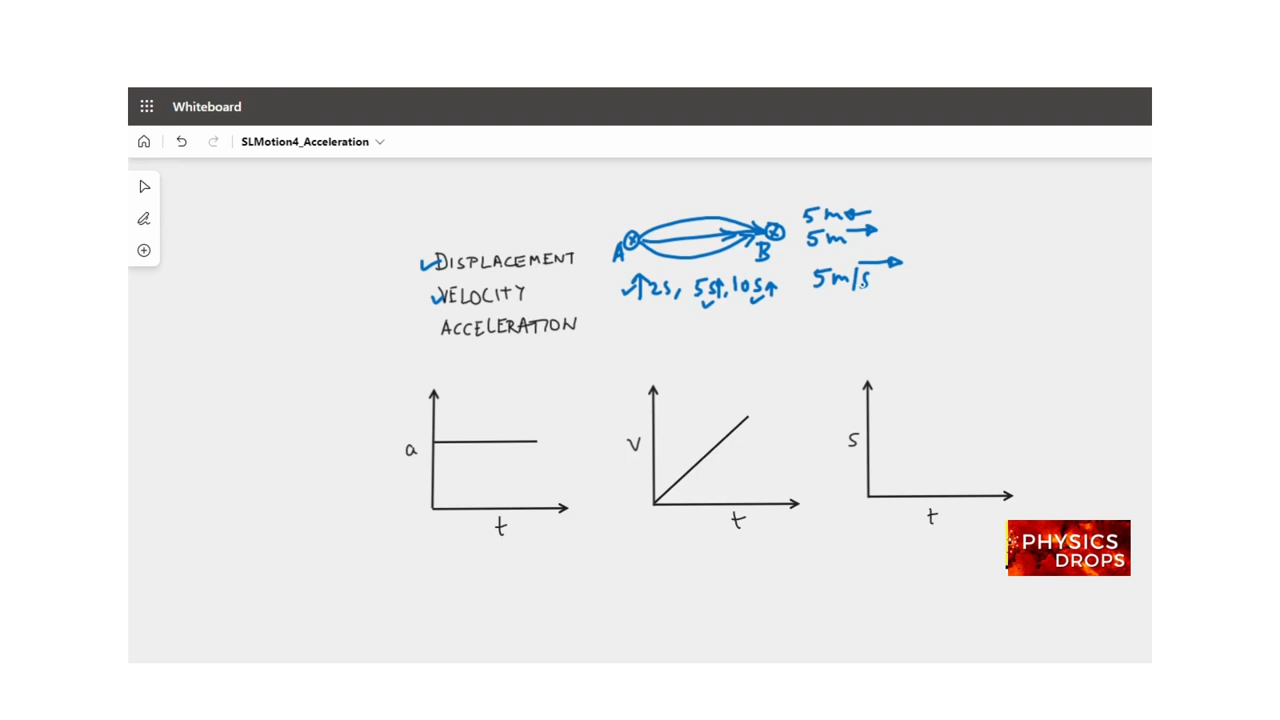 Whiteboard
SLMotion4_Acceleration
DISPLACEMENT
VELOCITY
ACCELERATION
A
B
2s, 5s, 10s
5m
5m
5m/s
a
t
v
t
s
t
PHYSICS
DROPS